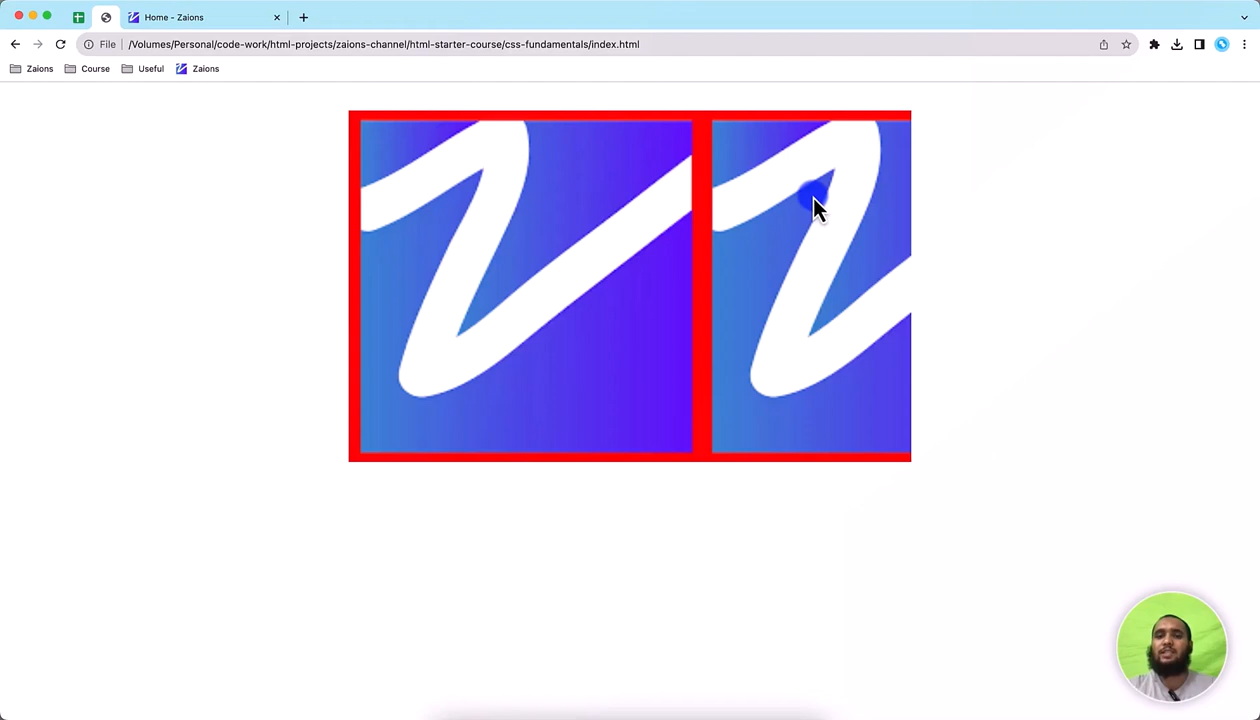 Home - Zaions
File
/Volumes/Personal/code-work/html-projects/zaions-channel/html-starter-course/css-fundamentals/index.html
Zaions
Course
Useful
Zaions